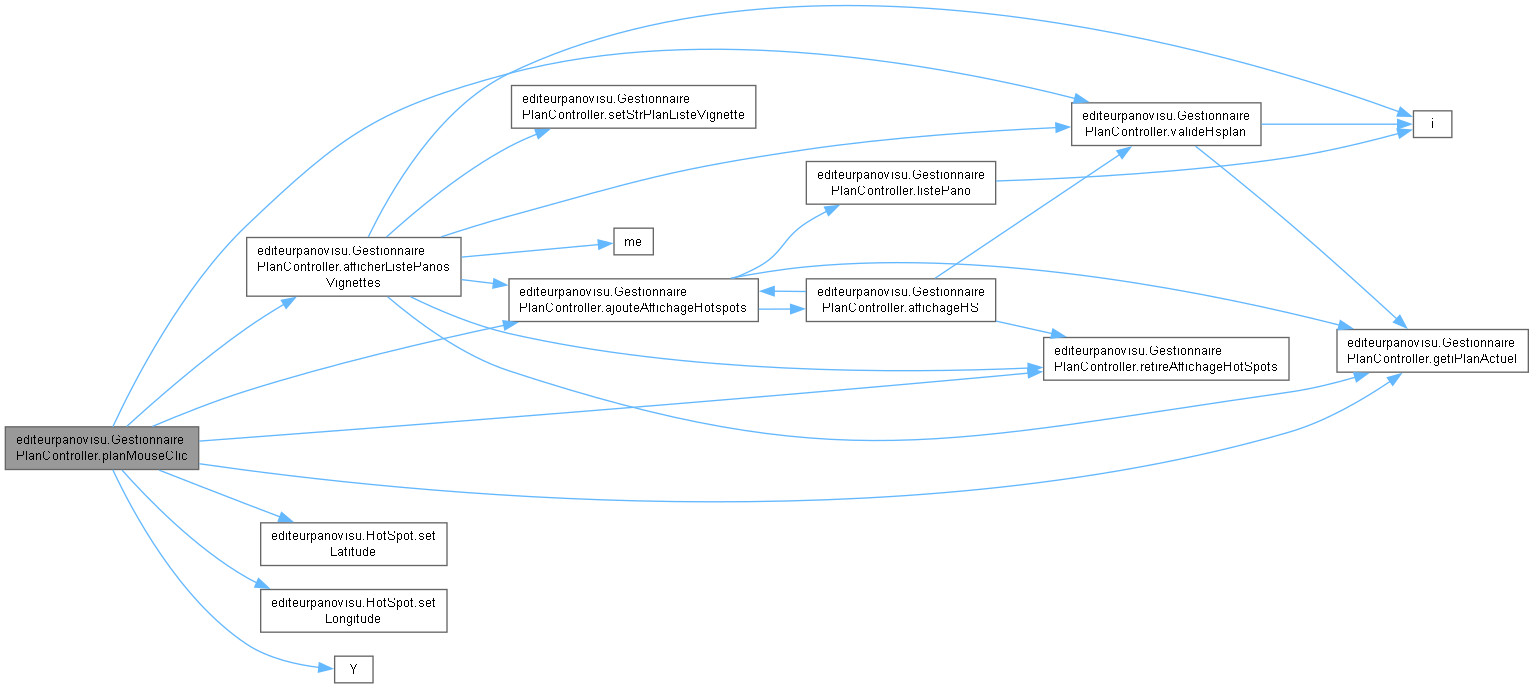 editeurpanovisu.Gestionnaire
PlanController.planMouseClic
editeurpanovisu.Gestionnaire
PlanController.afficherListePanos
Vignettes
editeurpanovisu.HotSpot.set
Latitude
editeurpanovisu.HotSpot.set
Longitude
Y
editeurpanovisu.Gestionnaire
PlanController.setStrPlanListeVignette
me
editeurpanovisu.Gestionnaire
PlanController.ajouteAffichageHotspots
editeurpanovisu.Gestionnaire
PlanController.listePano
editeurpanovisu.Gestionnaire
PlanController.affichageHS
editeurpanovisu.Gestionnaire
PlanController.valideHsplan
editeurpanovisu.Gestionnaire
PlanController.retireAffichageHotSpots
i
editeurpanovisu.Gestionnaire
PlanController.getiPlanActuel